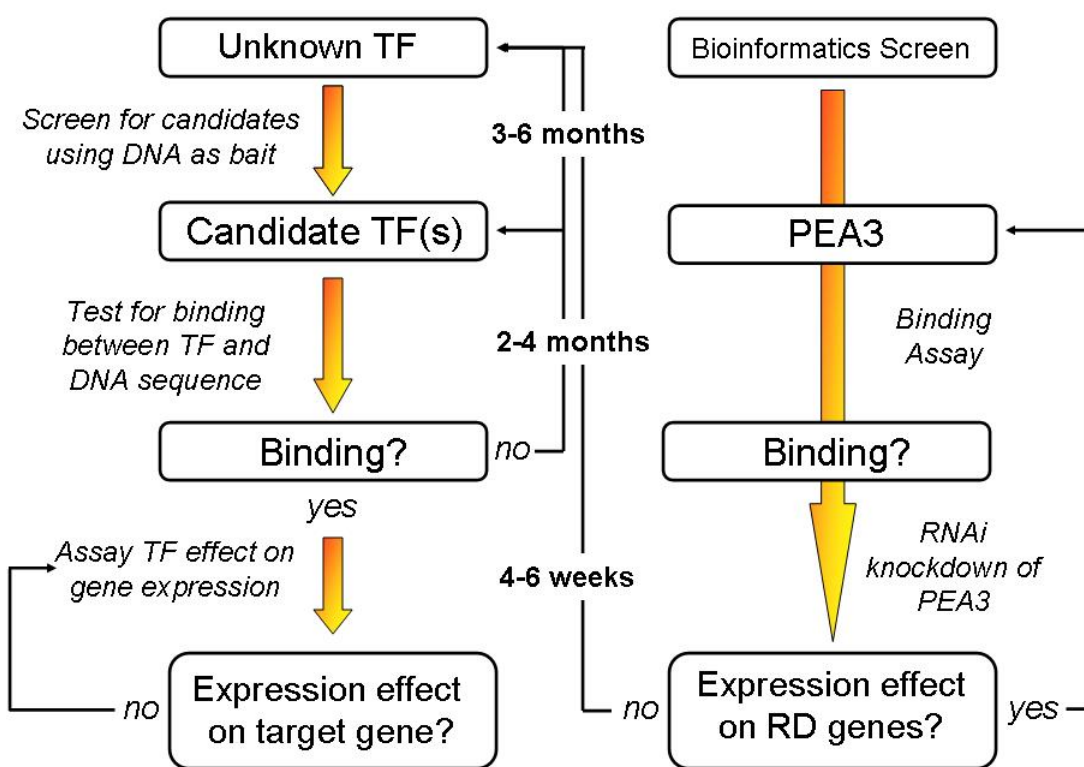 Unknown TF
Screen for candidates
using DNA as bait
Candidate TF(s)
Test for binding
between TF and
DNA sequence
Binding?
no
yes
Assay TF effect on
gene expression
Expression effect
on target gene?
no
3-6 months
2-4 months
4-6 weeks
Bioinformatics Screen
PEA3
Binding
Assay
Binding?
RNAi
knockdown of
PEA3
Expression effect
on RD genes?
no
yes